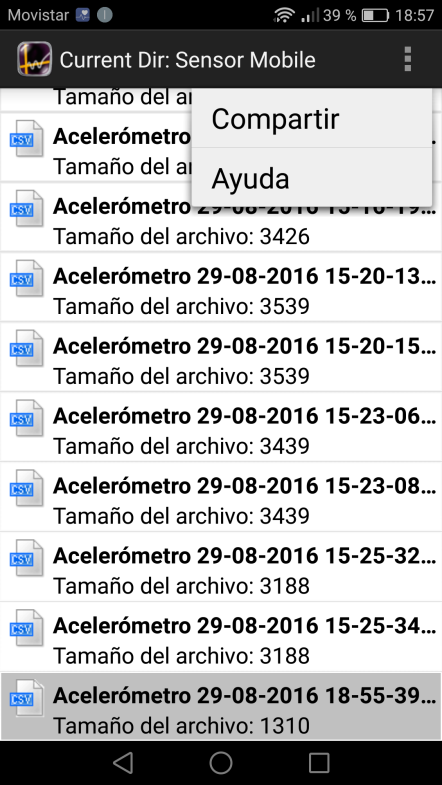 Movistar 39 % 18:57
Current Dir: Sensor Mobile
Tamaño del
Compartir
CSV Acelerómetro
Tamaño del
Ayuda
CSV Acelerómetro 29-08-2016 15-16-19...
Tamaño del archivo: 3426
CSV Acelerómetro 29-08-2016 15-20-13...
Tamaño del archivo: 3539
CSV Acelerómetro 29-08-2016 15-20-15...
Tamaño del archivo: 3539
CSV Acelerómetro 29-08-2016 15-23-06...
Tamaño del archivo: 3439
CSV Acelerómetro 29-08-2016 15-23-08...
Tamaño del archivo: 3439
CSV Acelerómetro 29-08-2016 15-25-32...
Tamaño del archivo: 3188
CSV Acelerómetro 29-08-2016 15-25-34...
Tamaño del archivo: 3188
CSV Acelerómetro 29-08-2016 18-55-39...
Tamaño del archivo: 1310